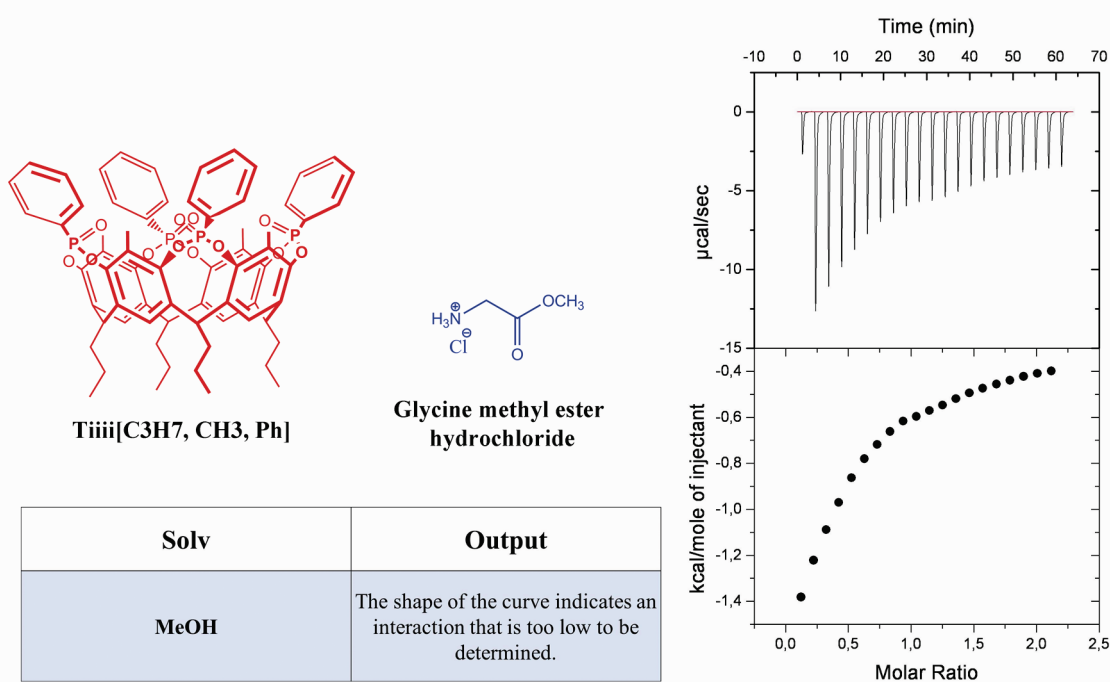 Time (min)
-10 0 10 20 30 40 50 60 70
0
-5
-10
-15
µcal/sec
P O O
P O O
P O O
P O O
H3N ⊕
Cl ⊖
OCH3
O
Tiiii[C3H7, CH3, Ph]
Glycine methyl ester
hydrochloride
Solv
Output
MeOH
The shape of the curve indicates an
interaction that is too low to be
determined.
-0,4
-0,6
-0,8
-1,0
-1,2
-1,4
kcal/mole of injectant
0,0 0,5 1,0 1,5 2,0 2,5
Molar Ratio